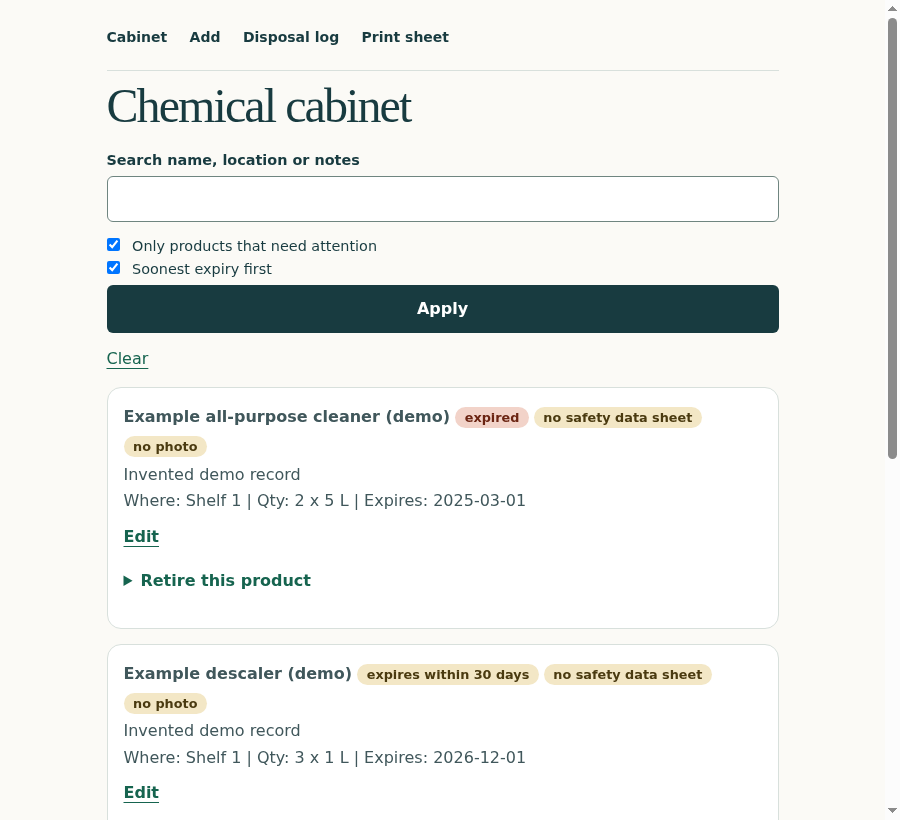 Cabinet Add Disposal log Print sheet
Chemical cabinet
Search name, location or notes
Only products that need attention
Soonest expiry first
Apply
Clear
Example all-purpose cleaner (demo) expired no safety data sheet
no photo
Invented demo record
Where: Shelf 1 | Qty: 2 x 5 L | Expires: 2025-03-01
Edit
Retire this product
Example descaler (demo) expires within 30 days no safety data sheet
no photo
Invented demo record
Where: Shelf 1 | Qty: 3 x 1 L | Expires: 2026-12-01
Edit